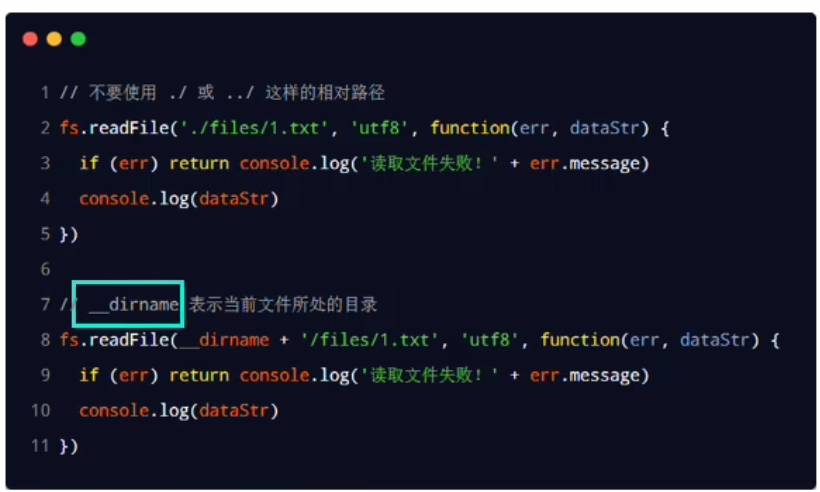 1 // 不要使用 ./ 或 ../ 这样的相对路径
2 fs.readFile('./files/1.txt', 'utf8', function(err, dataStr) {
3   if (err) return console.log('读取文件失败！' + err.message)
4   console.log(dataStr)
5 })
6
7 // __dirname 表示当前文件所处的目录
8 fs.readFile(__dirname + '/files/1.txt', 'utf8', function(err, dataStr) {
9   if (err) return console.log('读取文件失败！' + err.message)
10   console.log(dataStr)
11 })